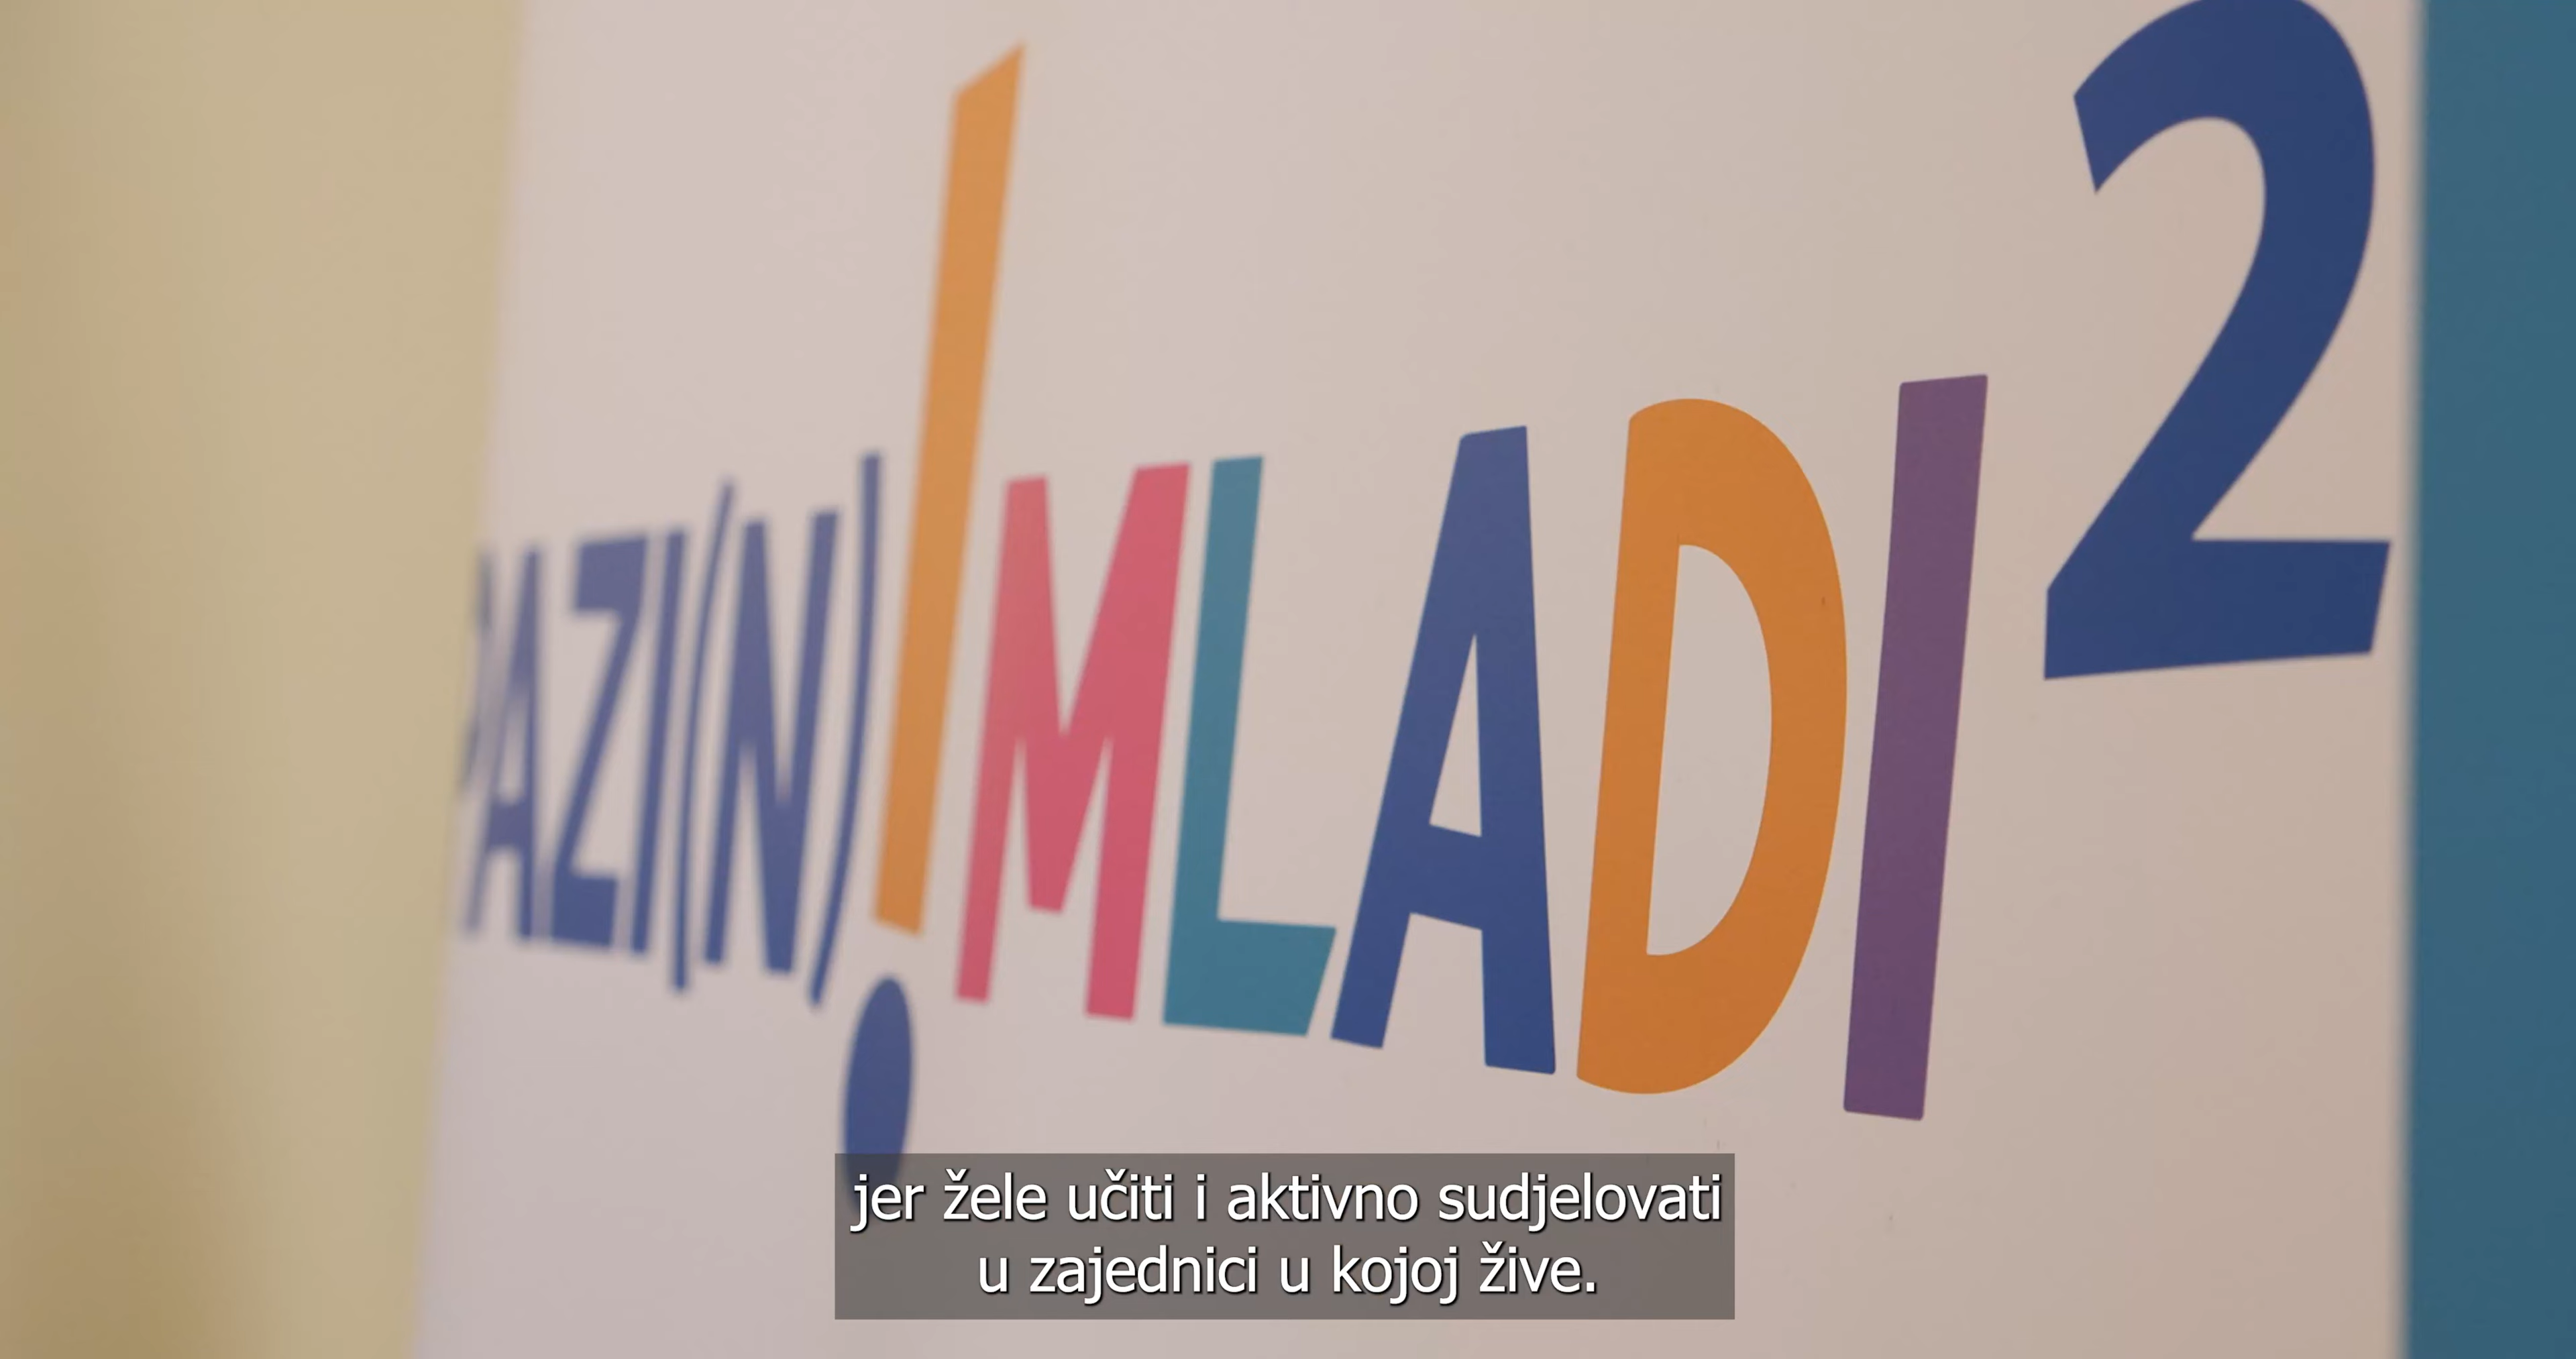 PAZI(N)!MLADI²
jer žele učiti i aktivno sudjelovati
u zajednici u kojoj žive.